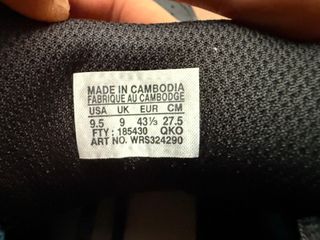 MADE IN CAMBODIA
FABRIQUE AU CAMBODGE
USA UK EUR CM
9.5 9 43⅓ 27.5
FTY: 185430 QKO
ART NO. WRS324290